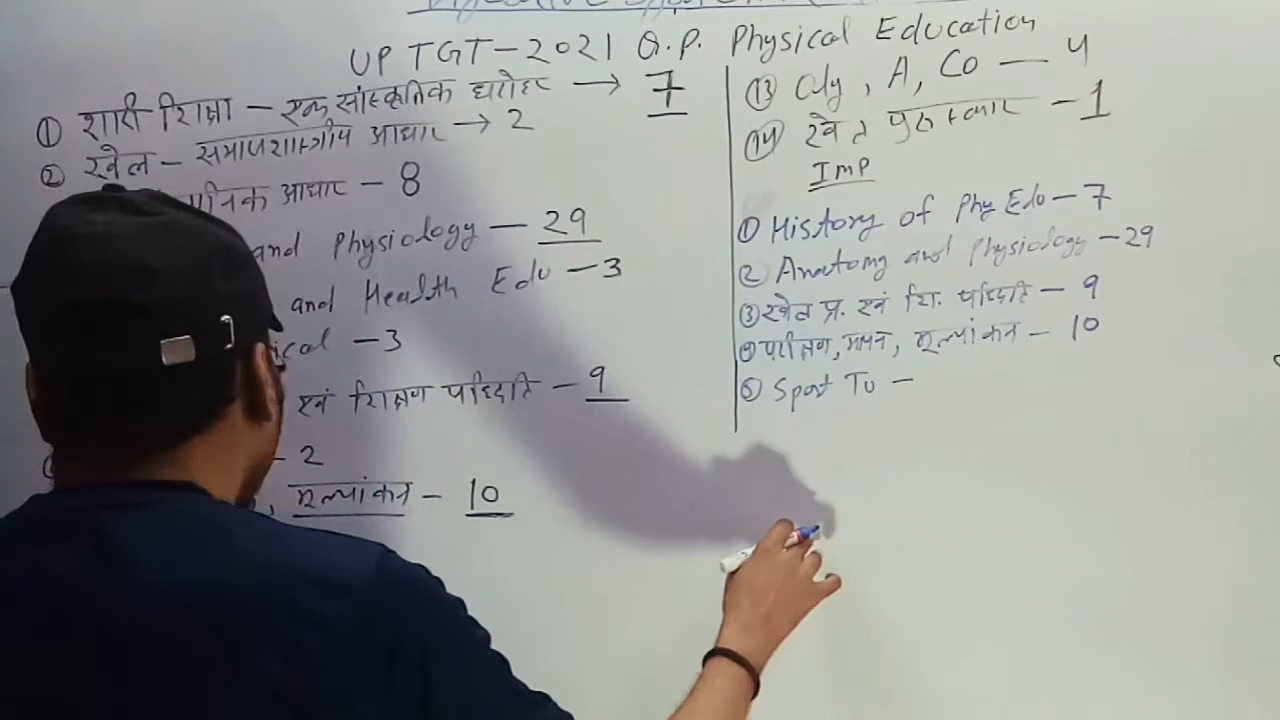 UP TGT-2021 Q.P. Physical Education
① शारी शिक्षा - एक सांस्कृतिक धरोहर → 7
② खेल - समाजशास्त्रीय आधार → 2
आधार - 8
and Physiology - 29
and Health Edu - 3
ical - 3
एवं शिक्षण पद्धति - 9
- 2
, मूल्यांकन - 10
⑬ Oly, A, Co - 4
⑭ खेल पुरस्कार - 1
IMP
① History of Phy Edu - 7
② Anatomy and Physiology - 29
③ खेल प्र. एवं शि. पद्धति - 9
④ परीक्षण, मापन, मूल्यांकन - 10
⑤ Sport Tu -